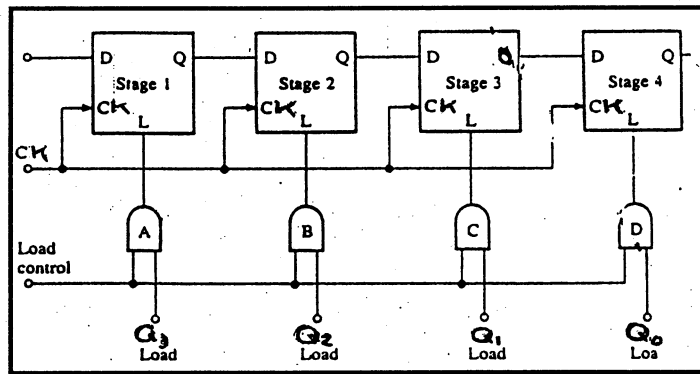 D Q D Q D Q D Q
Stage 1 Stage 2 Stage 3 Stage 4
CK CK CK CK
L L L L
CK
A B C D
Load
control
Q3 Q2 Q1 Q0
Load Load Load Loa